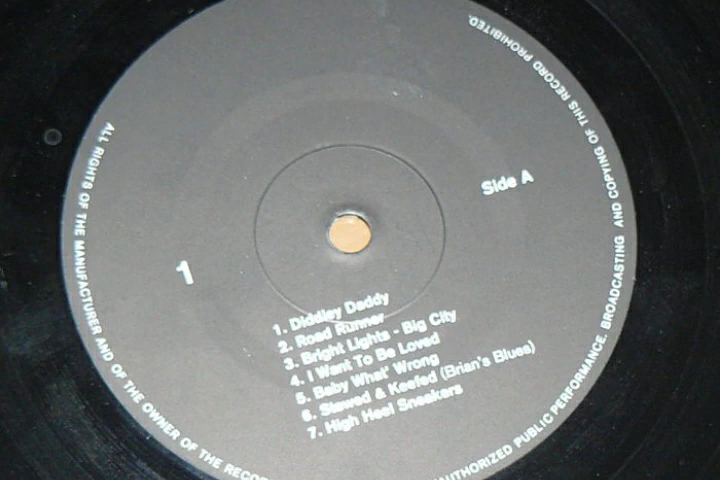 ALL RIGHTS OF THE MANUFACTURER AND OF THE OWNER OF THE RECOR
UTHORIZED PUBLIC PERFORMANCE. BROADCASTING AND COPYING OF THIS RECORD PROHIBITED.
Side A
1
1. Diddley Daddy
2. Road Runner
3. Bright Lights - Big City
4. I Want To Be Loved
5. Baby What' Wrong
6. Stewed & Keefed (Brian's Blues)
7. High Heel Sneakers